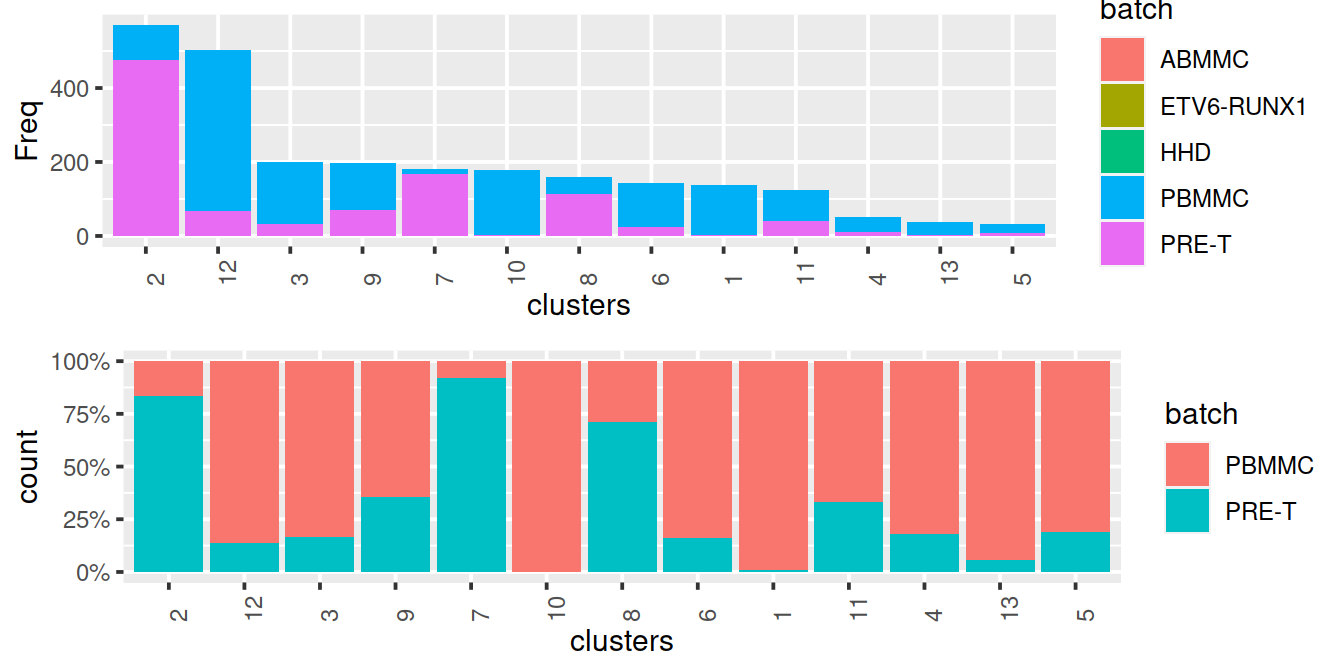 batch
ABMMC
ETV6-RUNX1
HHD
PBMMC
PRE-T
Freq
400
200
0
2 12 3 9 7 10 8 6 1 11 4 13 5
clusters
100%
75%
50%
25%
0%
count
2 12 3 9 7 10 8 6 1 11 4 13 5
clusters
batch
PBMMC
PRE-T